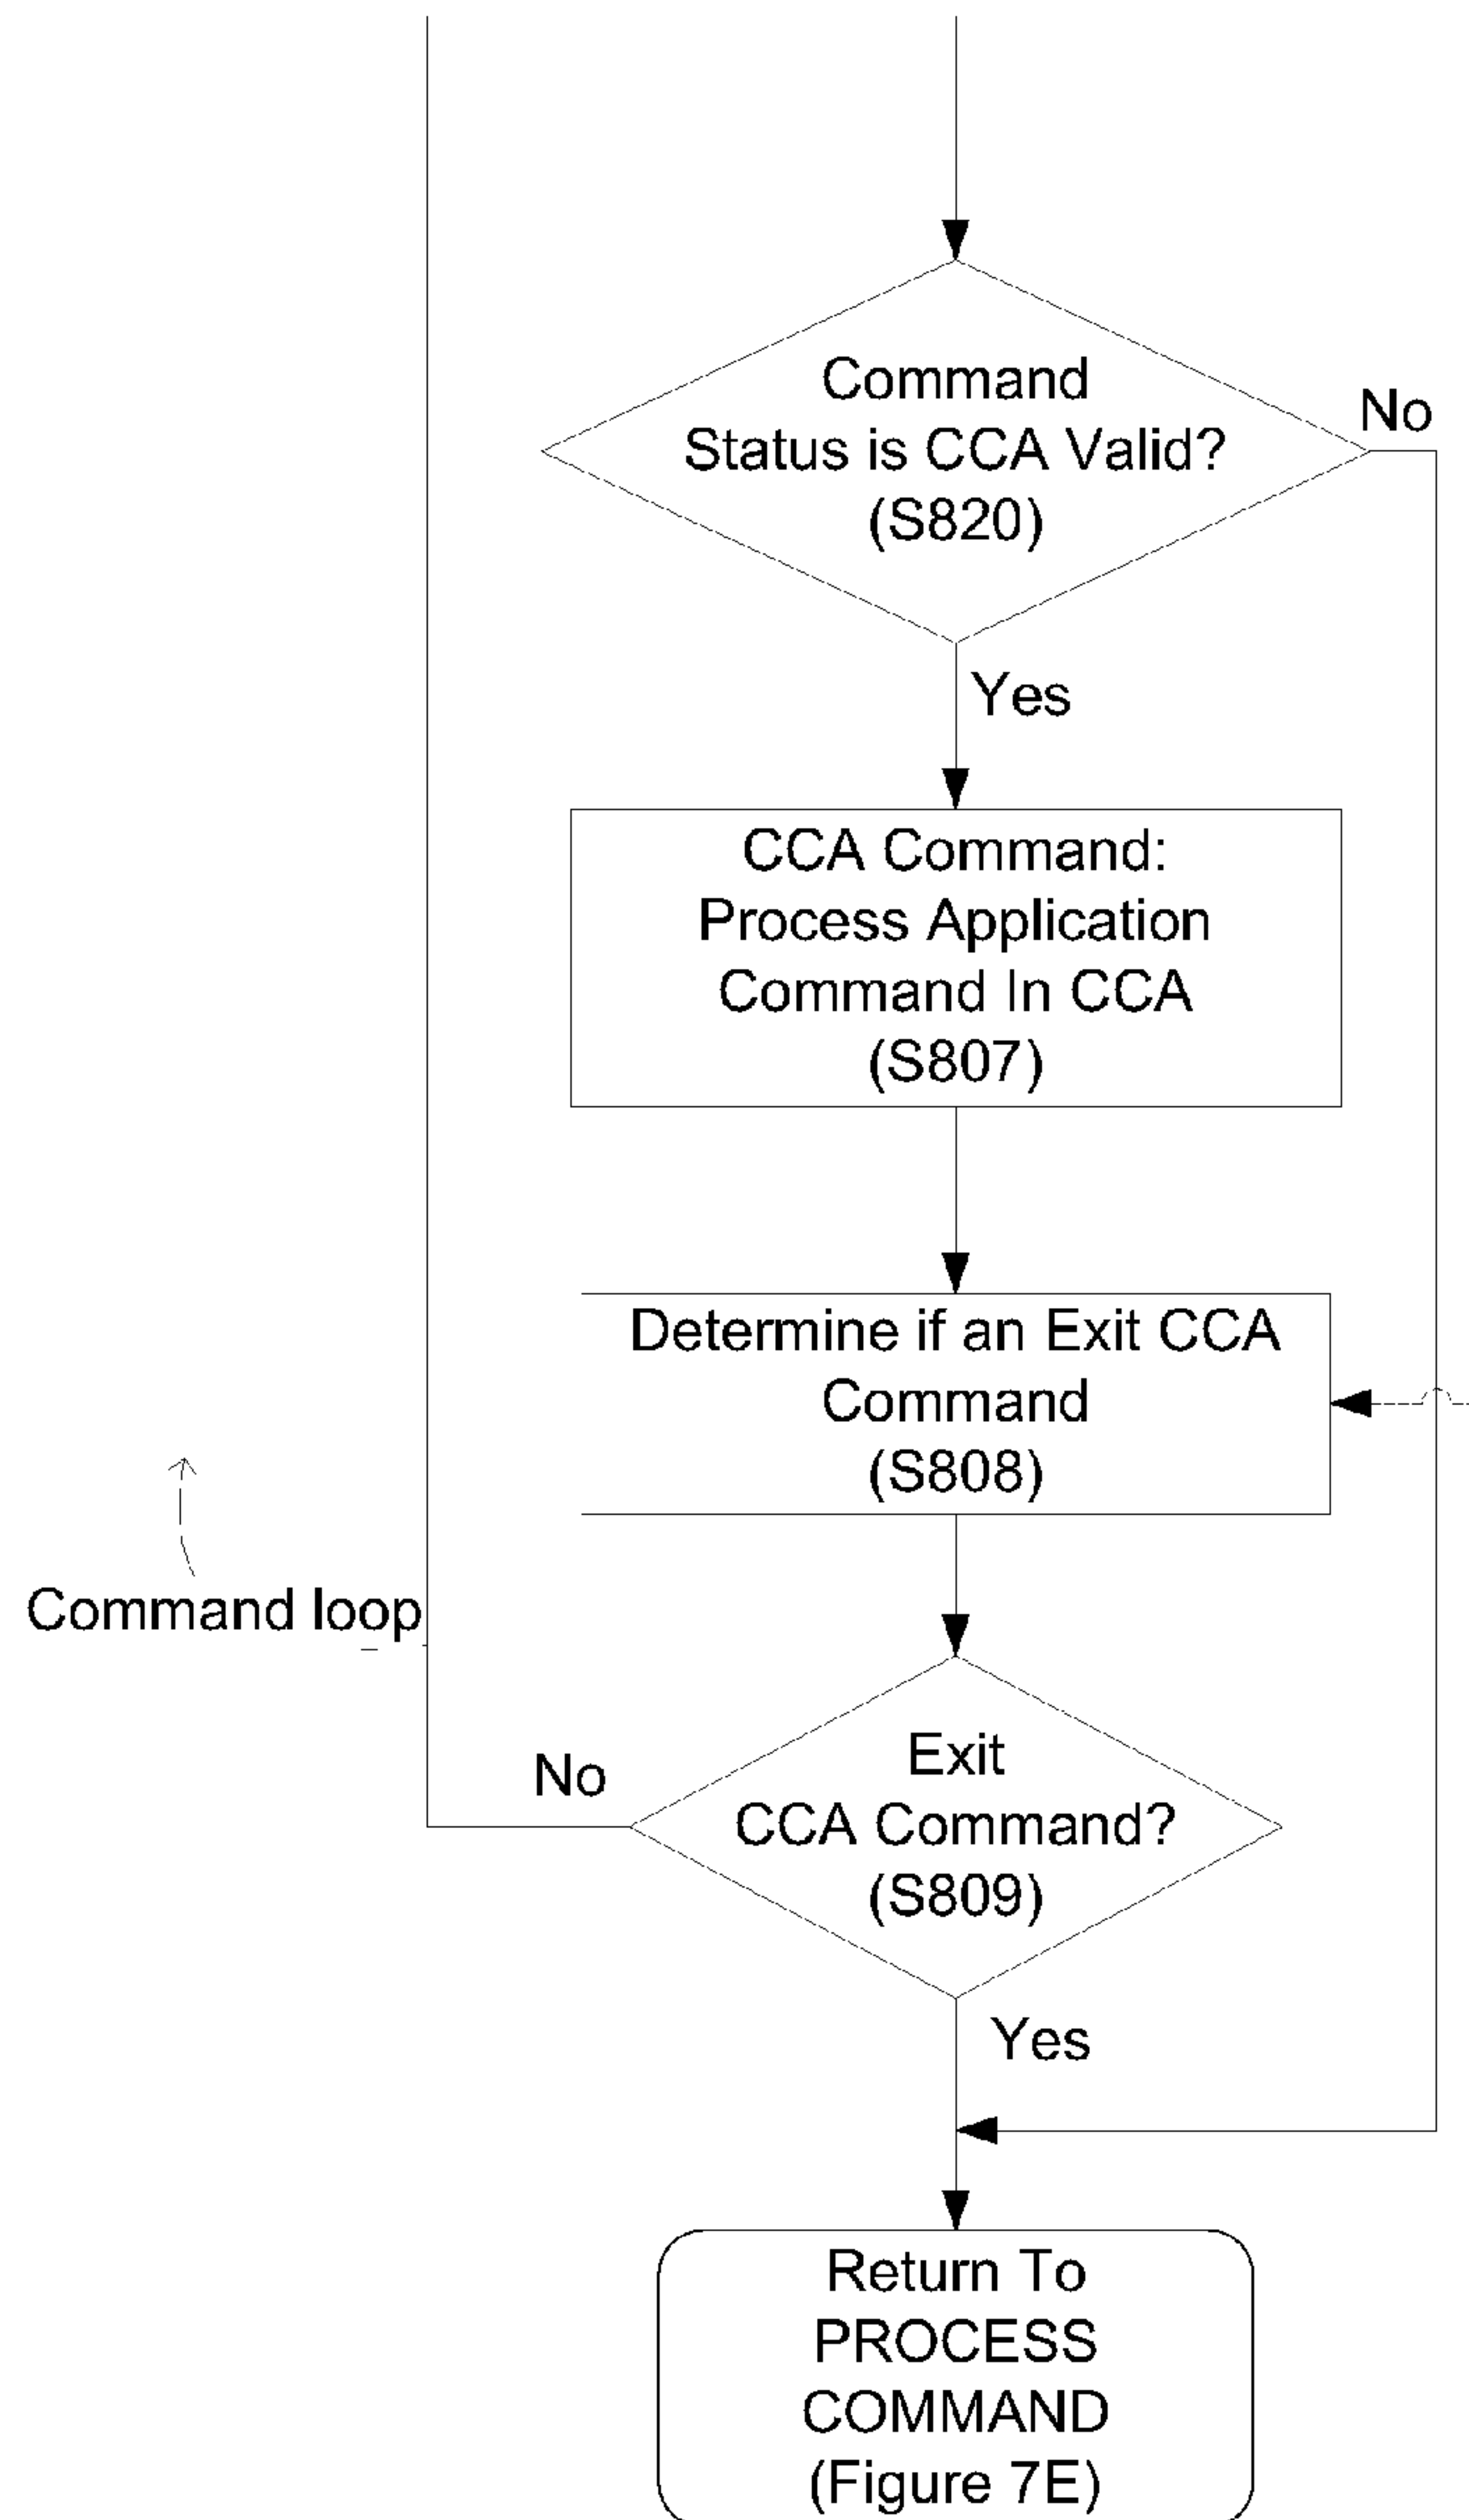 Command
Status is CCA Valid?
(S820)
No
Yes
CCA Command:
Process Application
Command In CCA
(S807)
Determine if an Exit CCA
Command
(S808)
Command loop
Exit
CCA Command?
(S809)
No
Yes
Return To
PROCESS
COMMAND
(Figure 7E)